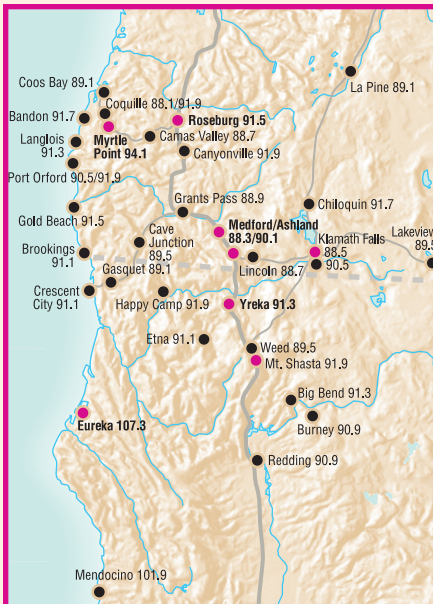 Coos Bay 89.1
La Pine 89.1
Coquille 88.1/91.9
Bandon 91.7
Roseburg 91.5
Langlois
91.3
Myrtle
Point 94.1
Camas Valley 88.7
Canyonville 91.9
Port Orford 90.5/91.9
Grants Pass 88.9
Chiloquin 91.7
Gold Beach 91.5
Medford/Ashland
88.3/90.1
Cave
Junction
89.5
Klamath Falls
88.5
90.5
Lakeview
89.5
Brookings
91.1
Lincoln 88.7
Gasquet 89.1
Crescent
City 91.1
Happy Camp 91.9
Yreka 91.3
Etna 91.1
Weed 89.5
Mt. Shasta 91.9
Big Bend 91.3
Burney 90.9
Eureka 107.3
Redding 90.9
Mendocino 101.9